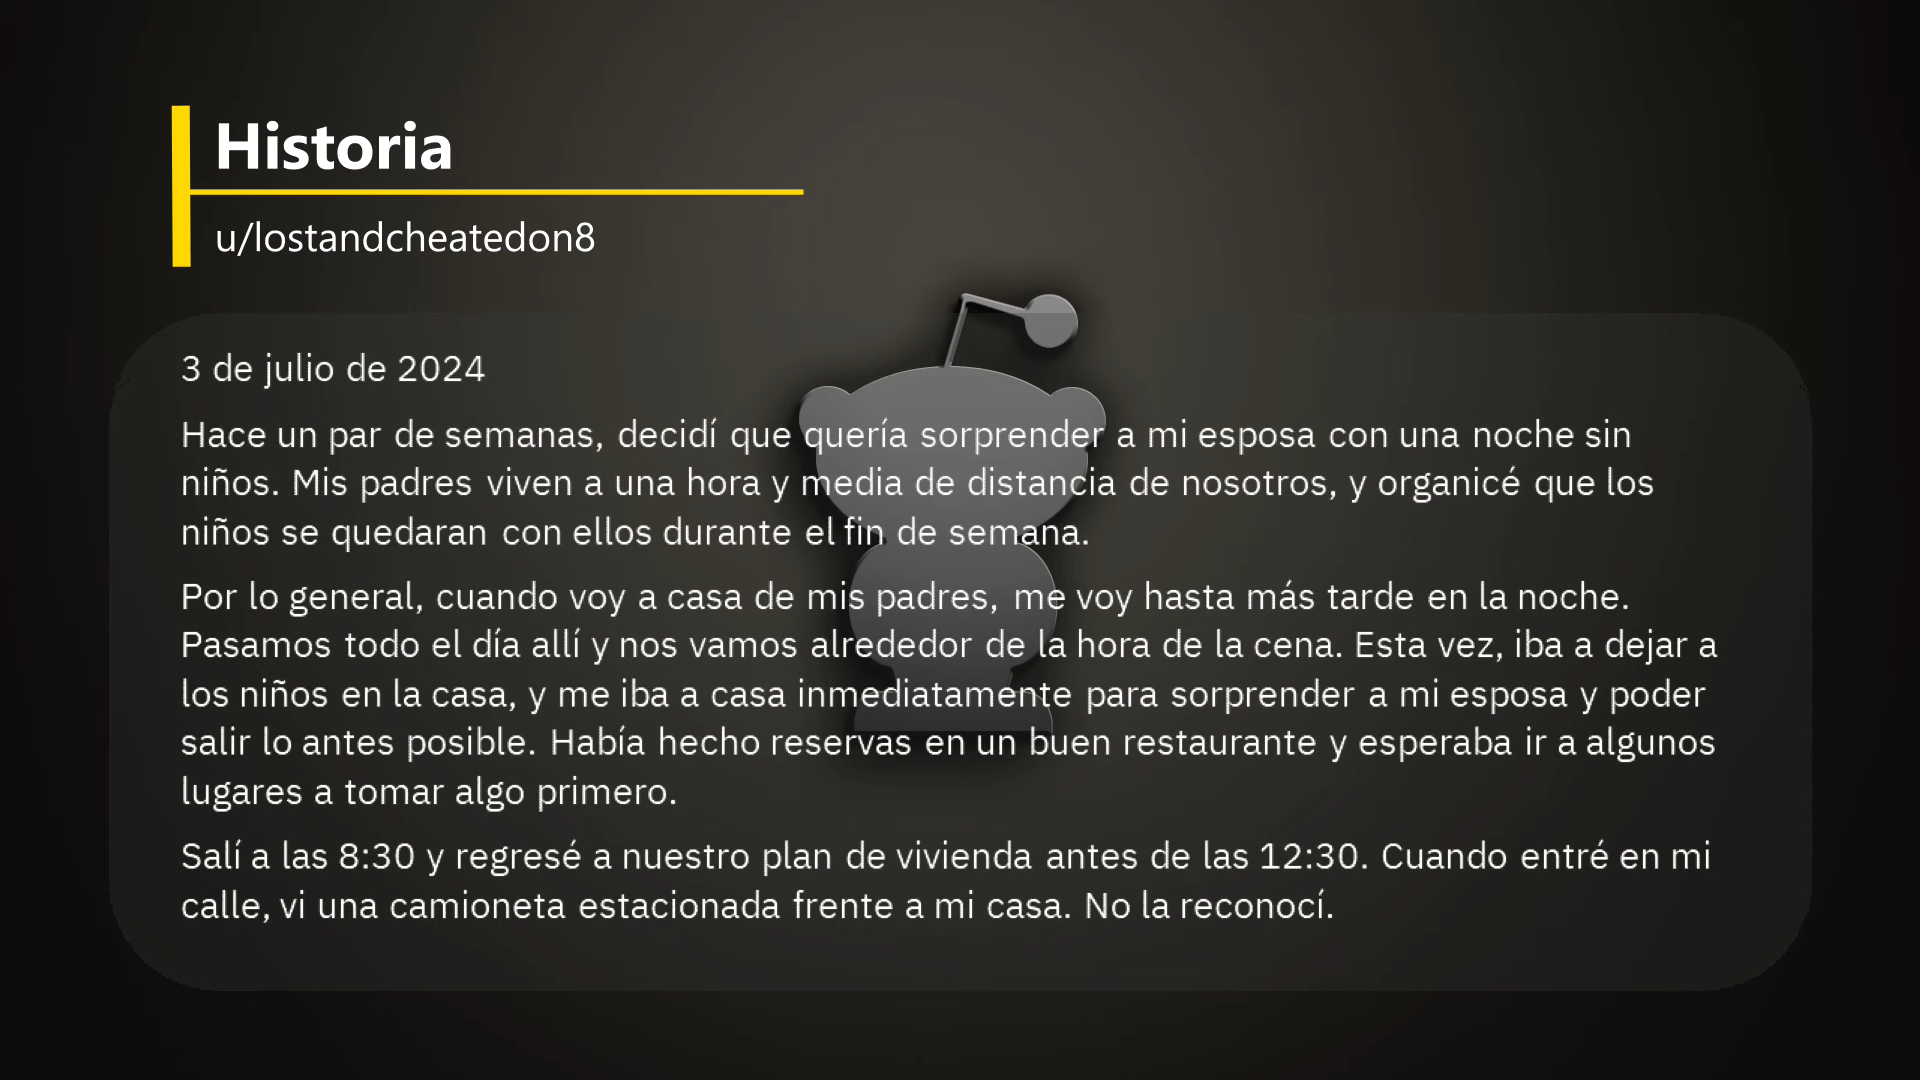 Historia
u/lostandcheatedon8
3 de julio de 2024
Hace un par de semanas, decidí que quería sorprender a mi esposa con una noche sin
niños. Mis padres viven a una hora y media de distancia de nosotros, y organicé que los
niños se quedaran con ellos durante el fin de semana.
Por lo general, cuando voy a casa de mis padres, me voy hasta más tarde en la noche.
Pasamos todo el día allí y nos vamos alrededor de la hora de la cena. Esta vez, iba a dejar a
los niños en la casa, y me iba a casa inmediatamente para sorprender a mi esposa y poder
salir lo antes posible. Había hecho reservas en un buen restaurante y esperaba ir a algunos
lugares a tomar algo primero.
Salí a las 8:30 y regresé a nuestro plan de vivienda antes de las 12:30. Cuando entré en mi
calle, vi una camioneta estacionada frente a mi casa. No la reconocí.